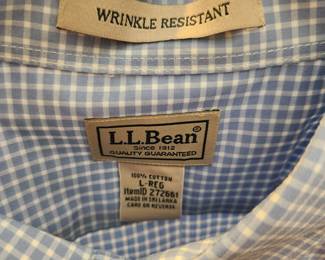 WRINKLE RESISTANT
L.L.Bean®
Since 1912
QUALITY GUARANTEED
100% COTTON
L-REG
ItemID 272661
MADE IN SRI LANKA
CARE ON REVERSE